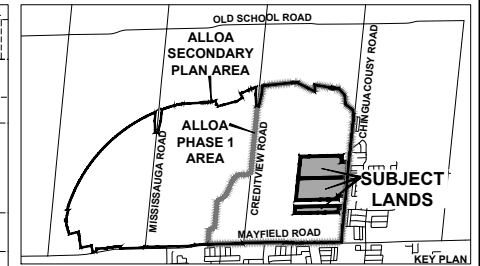 OLD SCHOOL ROAD
ALLOA
SECONDARY
PLAN AREA
CHINGUACOUSY ROAD
ALLOA
PHASE 1
AREA
MISSISSAUGA ROAD
CREDITVIEW ROAD
SUBJECT
LANDS
MAYFIELD ROAD
KEY PLAN